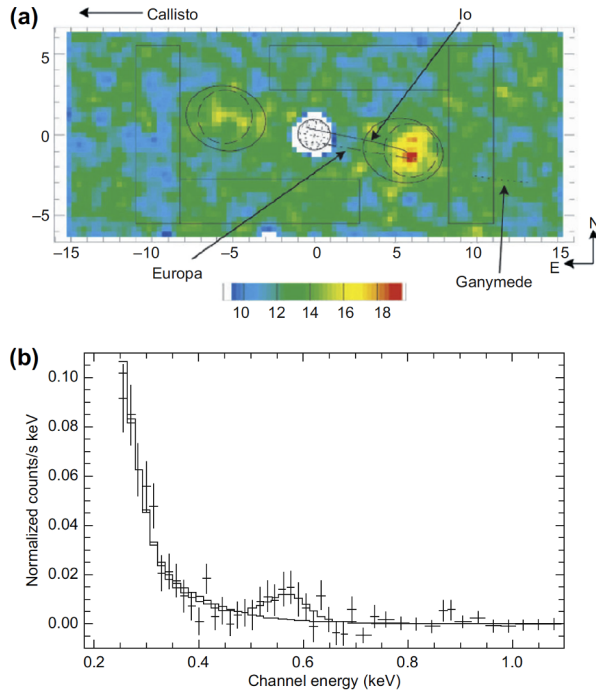 (a)
Callisto
Io
5
0
−5
−15
−10
−5
0
5
10
15
N
E
Europa
Ganymede
10
12
14
16
18
(b)
Normalized counts/s keV
0.10
0.08
0.06
0.04
0.02
0.00
0.2
0.4
0.6
0.8
1.0
Channel energy (keV)